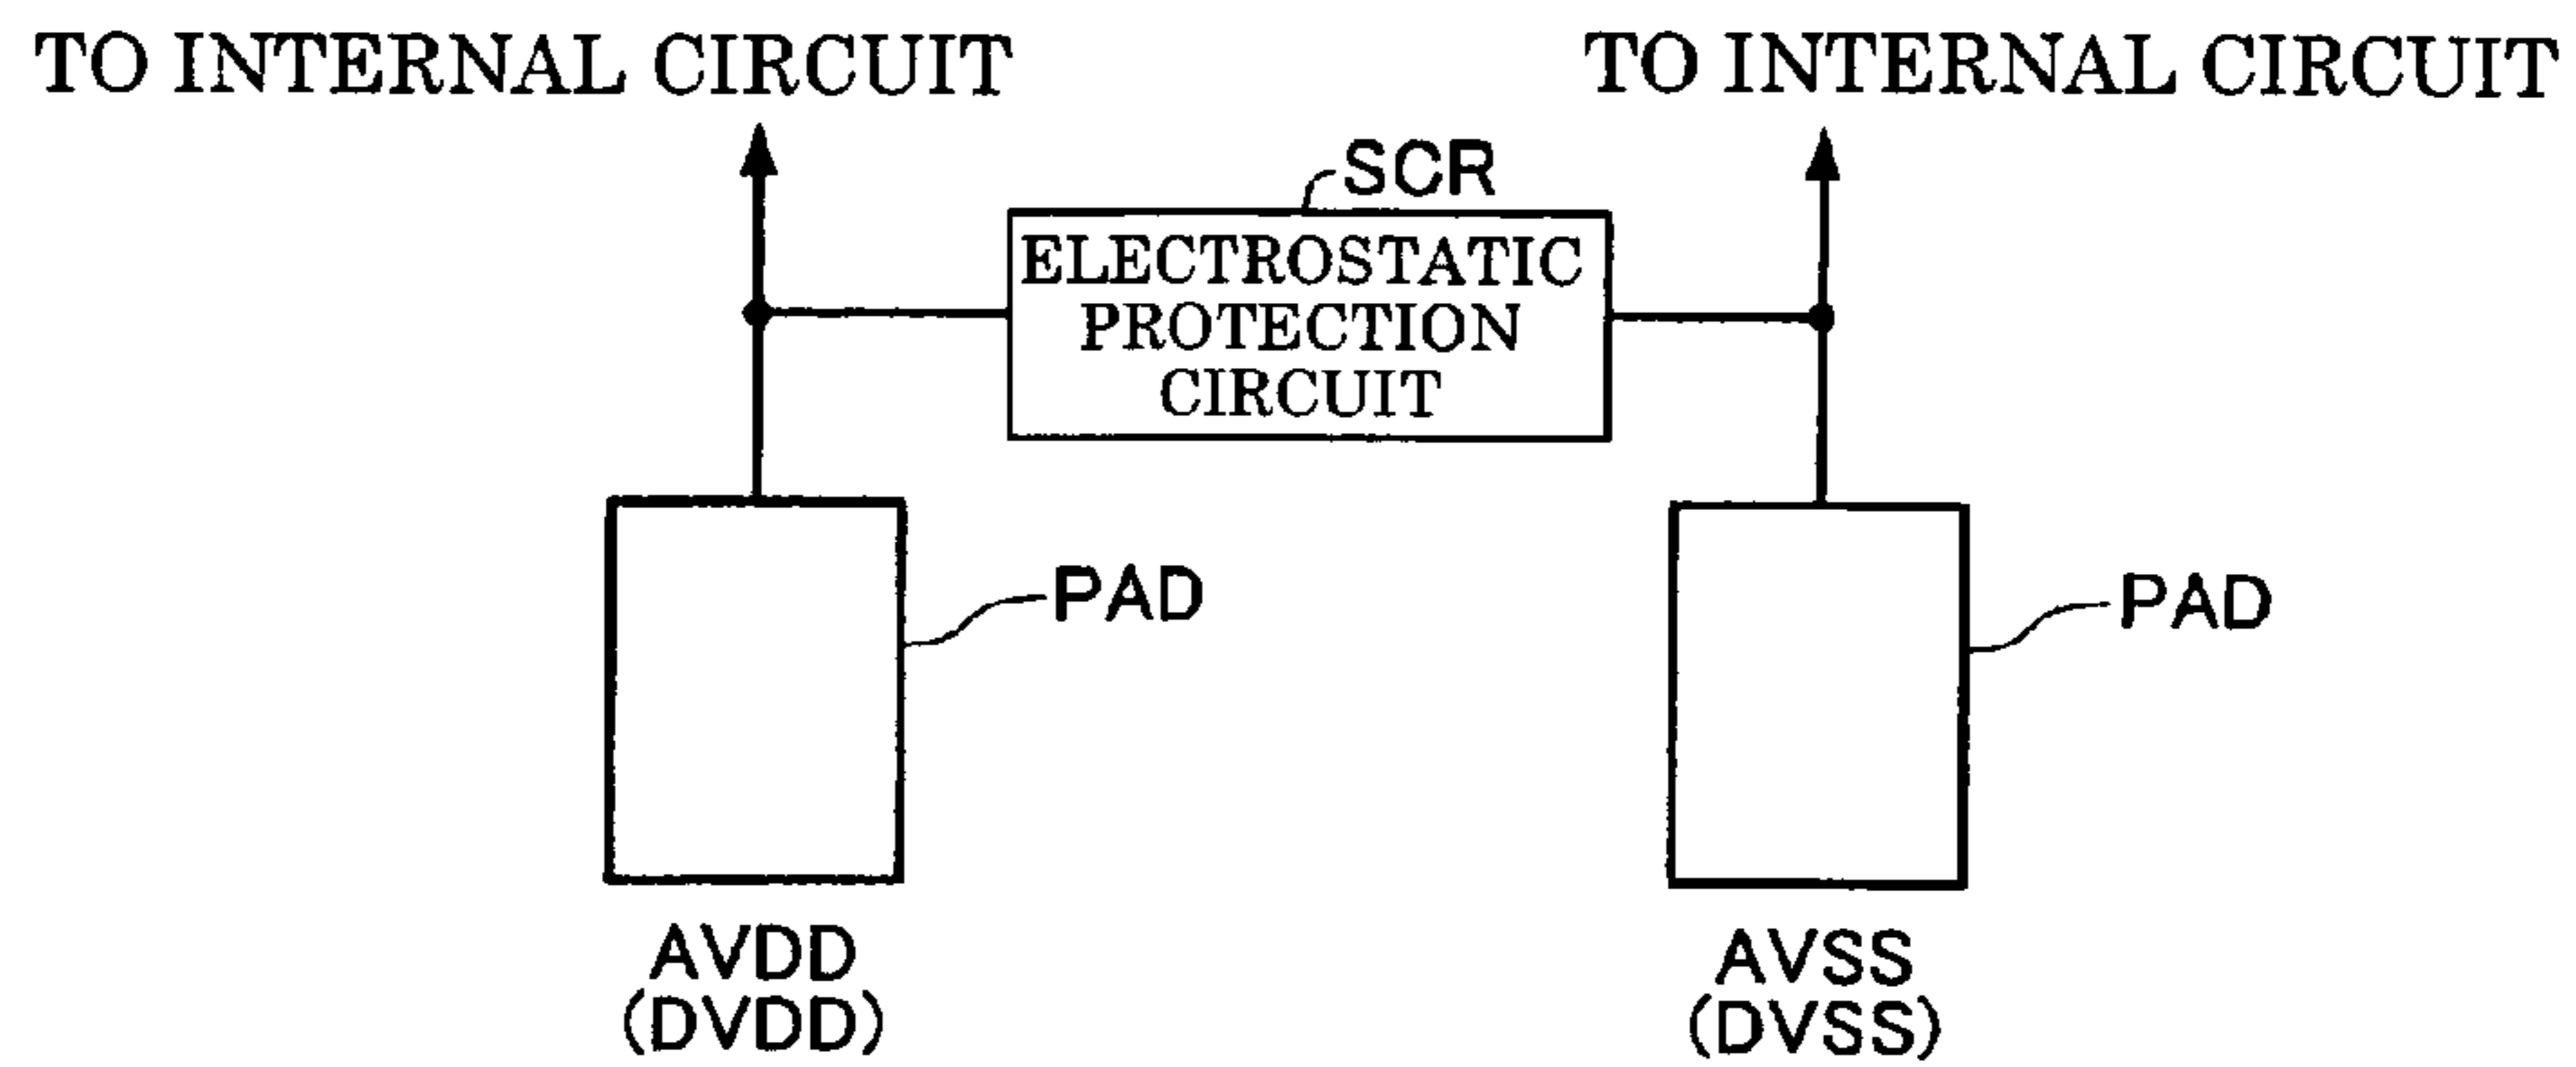 TO INTERNAL CIRCUIT
TO INTERNAL CIRCUIT
SCR
ELECTROSTATIC
PROTECTION
CIRCUIT
PAD
PAD
AVDD
(DVDD)
AVSS
(DVSS)